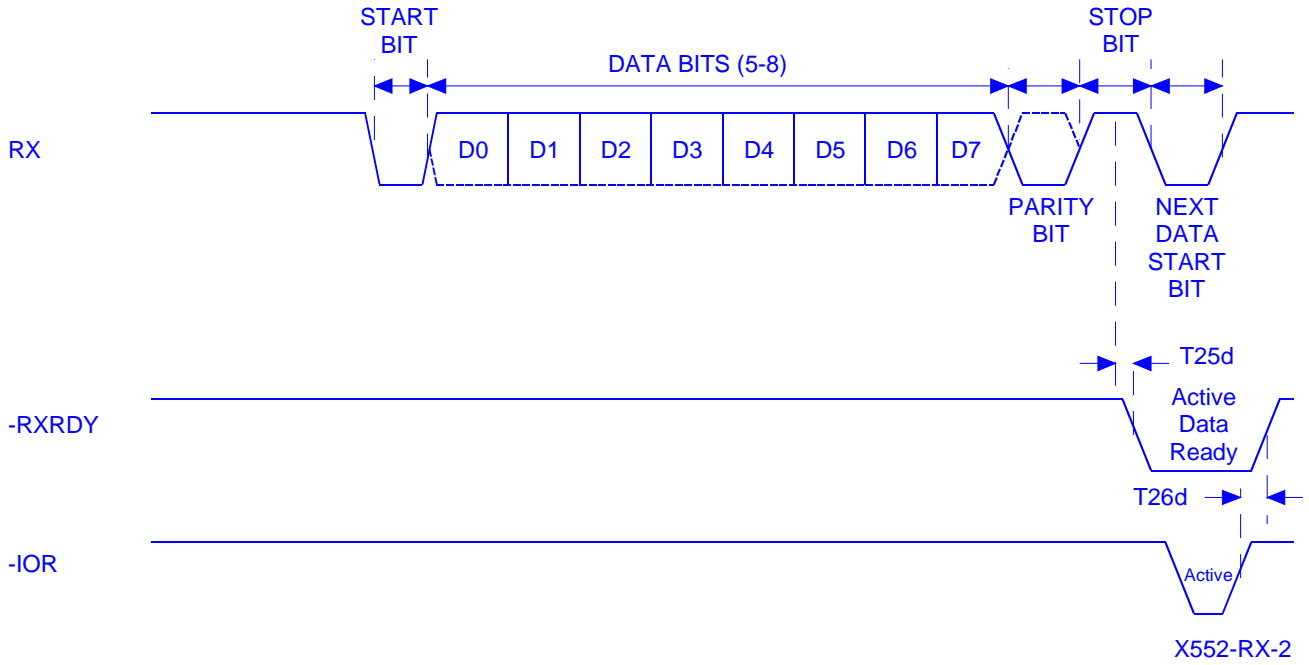 START
BIT
STOP
BIT
DATA BITS (5-8)
RX
D0 D1 D2 D3 D4 D5 D6 D7
PARITY
BIT
NEXT
DATA
START
BIT
T25d
-RXRDY
Active
Data
Ready
T26d
-IOR
Active
X552-RX-2